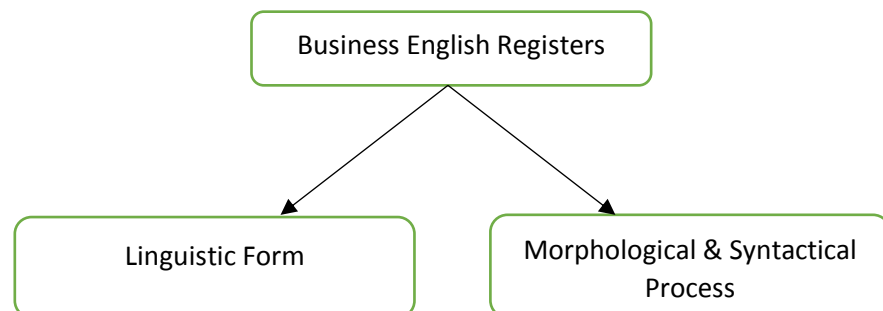 Business English Registers
Linguistic Form
Morphological & Syntactical
Process